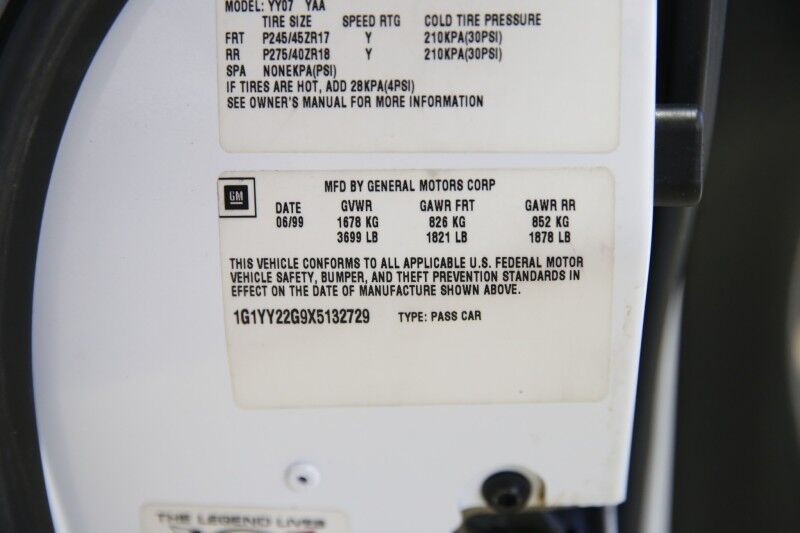 MODEL: YY07 YAA
TIRE SIZE SPEED RTG COLD TIRE PRESSURE
FRT P245/45ZR17 Y 210KPA(30PSI)
RR P275/40ZR18 Y 210KPA(30PSI)
SPA NONEKPA(PSI)
IF TIRES ARE HOT, ADD 28KPA(4PSI)
SEE OWNER'S MANUAL FOR MORE INFORMATION
GM
MFD BY GENERAL MOTORS CORP
DATE GVWR GAWR FRT GAWR RR
06/99 1678 KG 826 KG 852 KG
3699 LB 1821 LB 1878 LB
THIS VEHICLE CONFORMS TO ALL APPLICABLE U.S. FEDERAL MOTOR
VEHICLE SAFETY, BUMPER, AND THEFT PREVENTION STANDARDS IN
EFFECT ON THE DATE OF MANUFACTURE SHOWN ABOVE.
1G1YY22G9X5132729 TYPE: PASS CAR
THE LEGEND LIVES